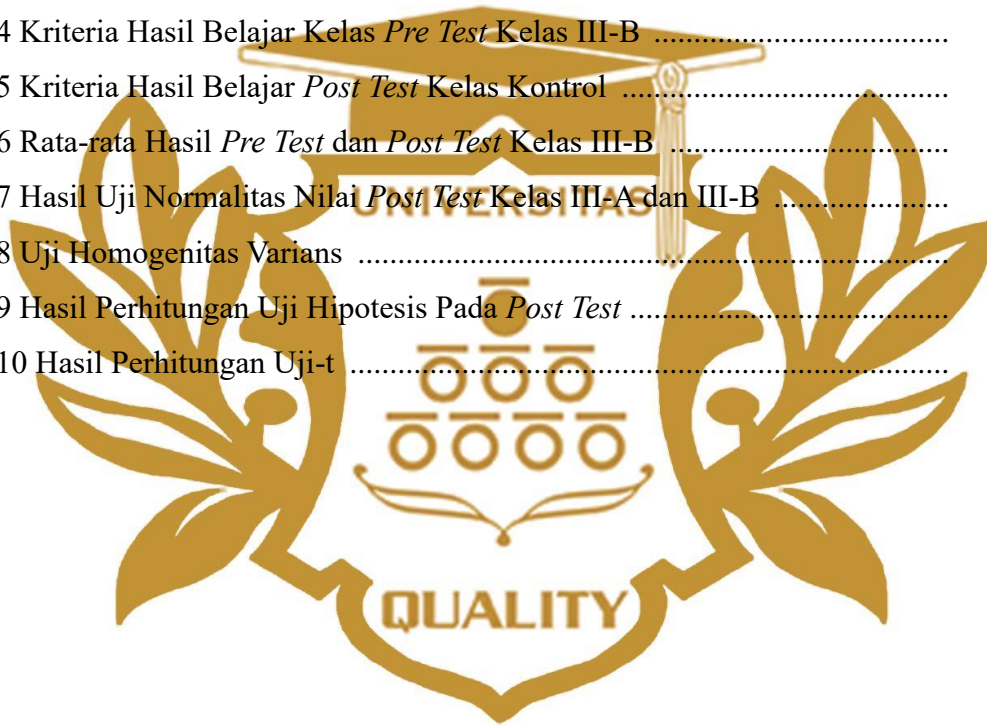 4 Kriteria Hasil Belajar Kelas Pre Test Kelas III-B ..................................
5 Kriteria Hasil Belajar Post Test Kelas Kontrol ......................................
6 Rata-rata Hasil Pre Test dan Post Test Kelas III-B ................................
7 Hasil Uji Normalitas Nilai Post Test Kelas III-A dan III-B ....................
UNIVERSITAS
8 Uji Homogenitas Varians ....................................................................
9 Hasil Perhitungan Uji Hipotesis Pada Post Test .....................................
10 Hasil Perhitungan Uji-t .....................................................................
QUALITY